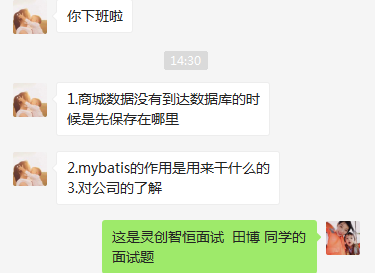 你下班啦
14:30
1.商城数据没有到达数据库的时
候是先保存在哪里
2.mybatis的作用是用来干什么的
3.对公司的了解
这是灵创智恒面试  田博 同学的
面试题